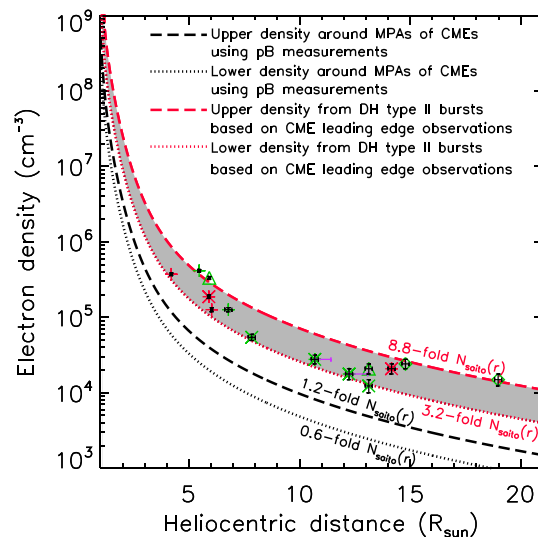 10⁹
10⁸
10⁷
10⁶
10⁵
10⁴
10³
Electron density (cm⁻³)
Upper density around MPAs of CMEs
using pB measurements
Lower density around MPAs of CMEs
using pB measurements
Upper density from DH type II bursts
based on CME leading edge observations
Lower density from DH type II bursts
based on CME leading edge observations
8.8-fold N_saito(r)
3.2-fold N_saito(r)
1.2-fold N_saito(r)
0.6-fold N_saito(r)
5 10 15 20
Heliocentric distance (R_sun)